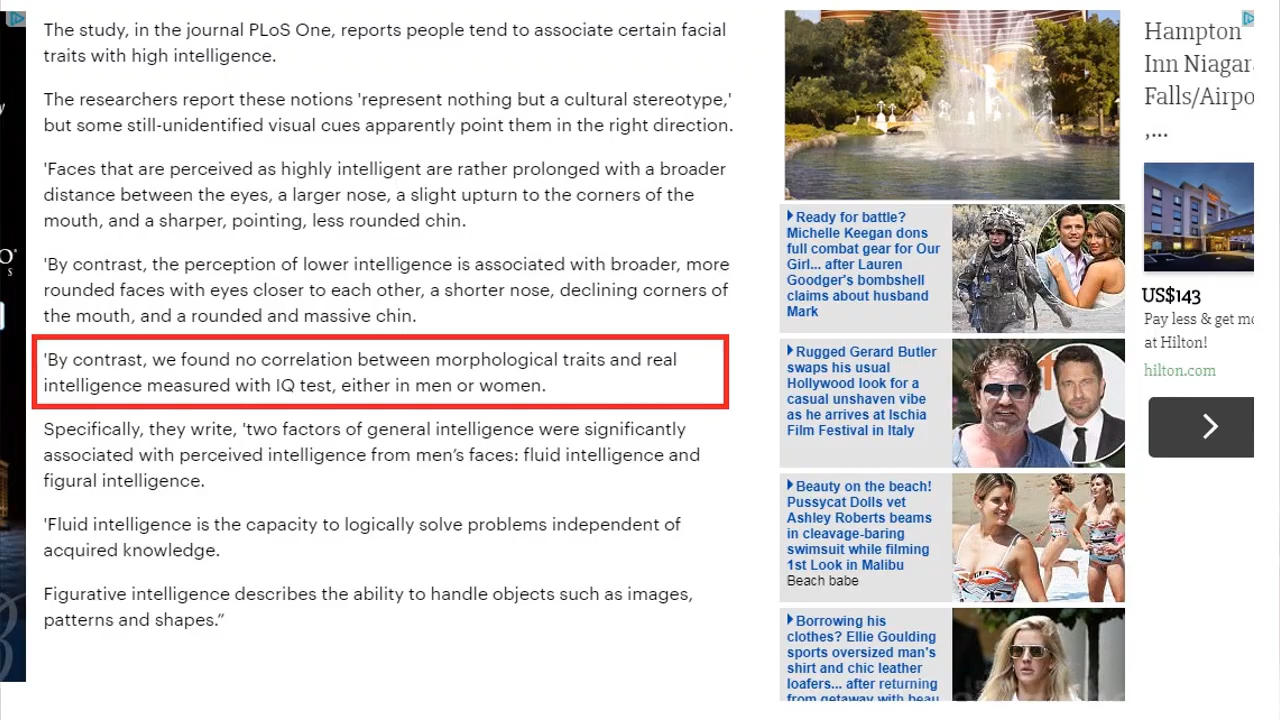 The study, in the journal PLoS One, reports people tend to associate certain facial
traits with high intelligence.
The researchers report these notions 'represent nothing but a cultural stereotype,'
but some still-unidentified visual cues apparently point them in the right direction.
'Faces that are perceived as highly intelligent are rather prolonged with a broader
distance between the eyes, a larger nose, a slight upturn to the corners of the
mouth, and a sharper, pointing, less rounded chin.
'By contrast, the perception of lower intelligence is associated with broader, more
rounded faces with eyes closer to each other, a shorter nose, declining corners of
the mouth, and a rounded and massive chin.
'By contrast, we found no correlation between morphological traits and real
intelligence measured with IQ test, either in men or women.
Specifically, they write, 'two factors of general intelligence were significantly
associated with perceived intelligence from men’s faces: fluid intelligence and
figural intelligence.
'Fluid intelligence is the capacity to logically solve problems independent of
acquired knowledge.
Figurative intelligence describes the ability to handle objects such as images,
patterns and shapes.”
Ready for battle?
Michelle Keegan dons
full combat gear for Our
Girl... after Lauren
Goodger's bombshell
claims about husband
Mark
Rugged Gerard Butler
swaps his usual
Hollywood look for a
casual unshaven vibe
as he arrives at Ischia
Film Festival in Italy
Beauty on the beach!
Pussycat Dolls vet
Ashley Roberts beams
in cleavage-baring
swimsuit while filming
1st Look in Malibu
Beach babe
Borrowing his
clothes? Ellie Goulding
sports oversized man's
shirt and chic leather
loafers... after returning
from getaway with
Hampton
Inn Niagar
Falls/Airpo
,...
US$143
Pay less & get
at Hilton!
hilton.com